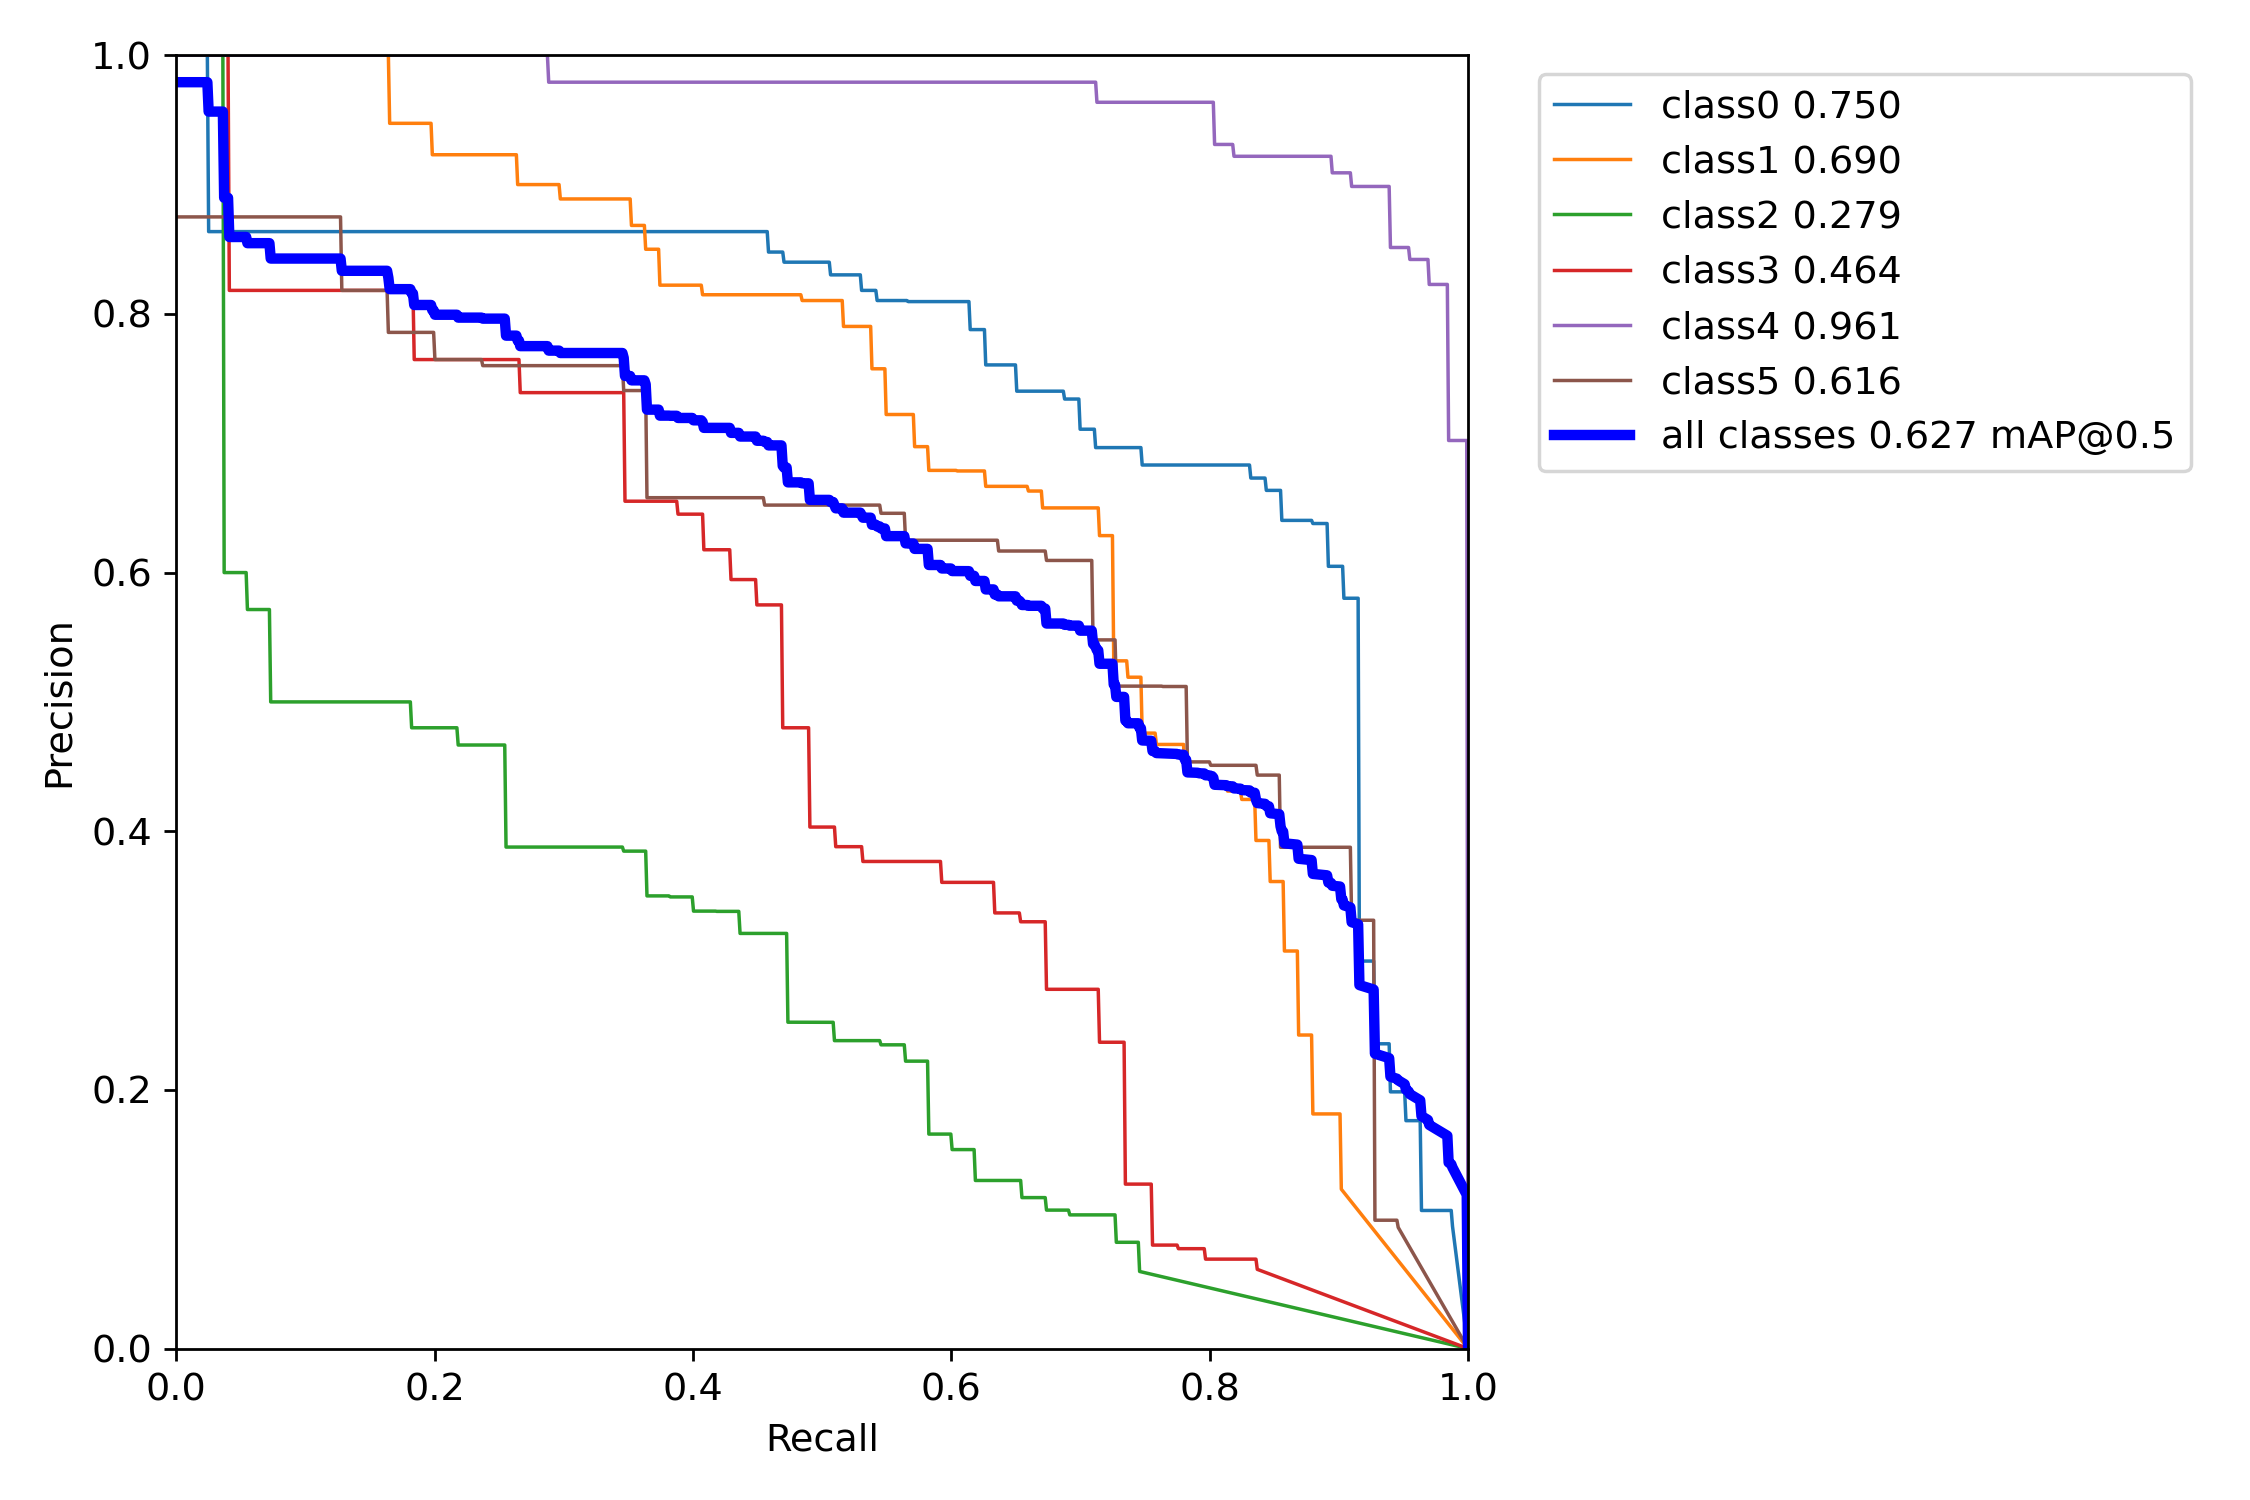 1.0
0.8
0.6
0.4
0.2
0.0
Precision
0.0 0.2 0.4 0.6 0.8 1.0
Recall
class0 0.750
class1 0.690
class2 0.279
class3 0.464
class4 0.961
class5 0.616
all classes 0.627 mAP@0.5